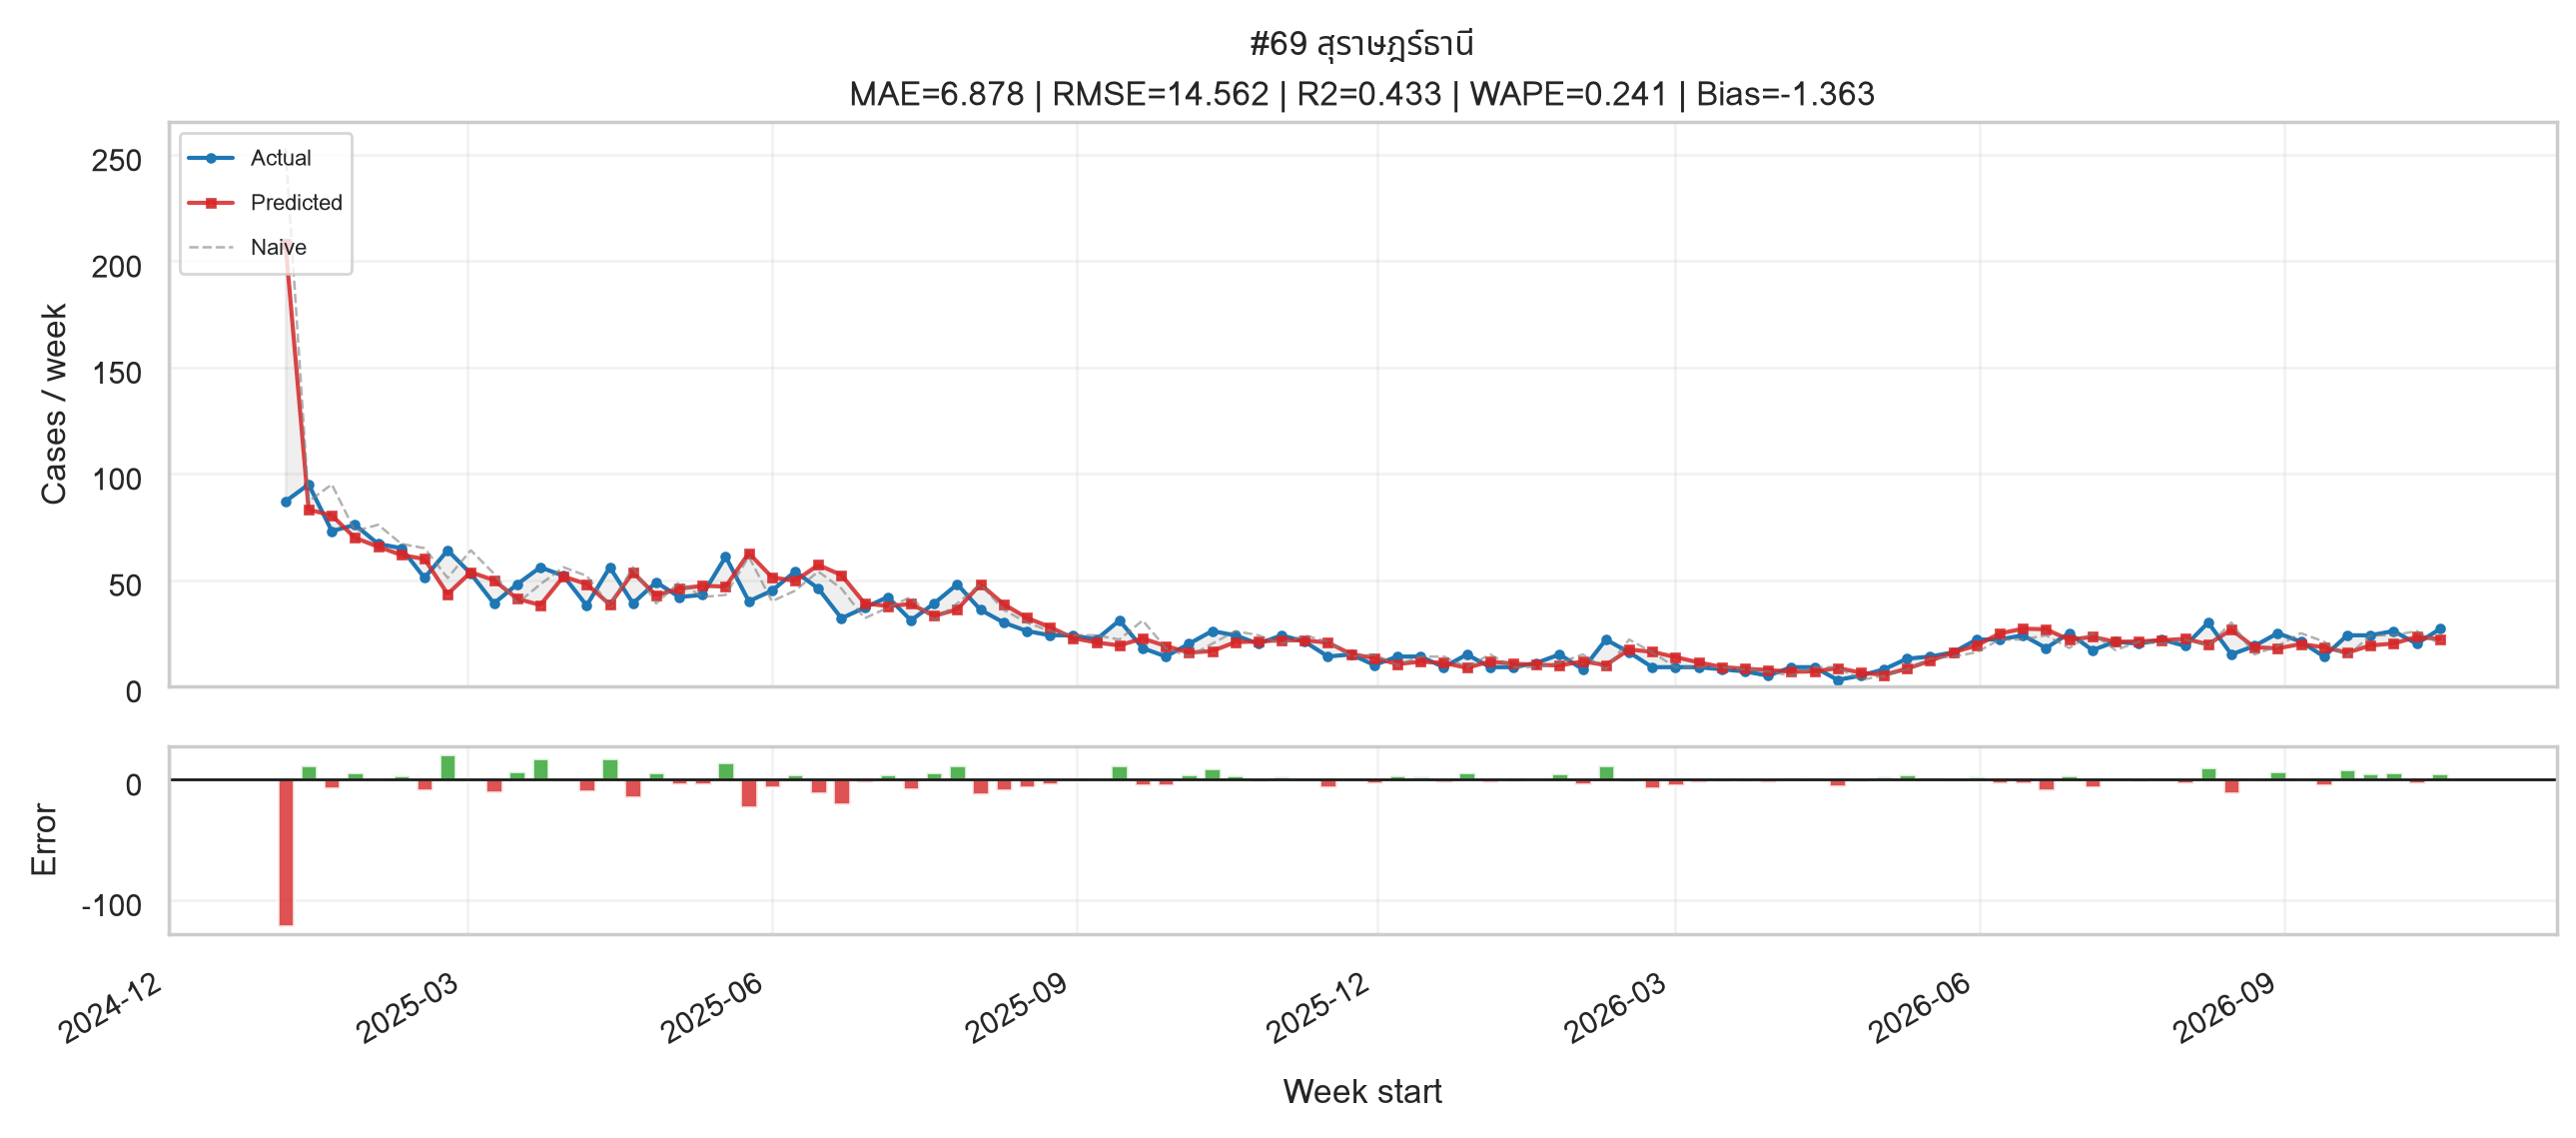 #69 สุราษฎร์ธานี
MAE=6.878 | RMSE=14.562 | R2=0.433 | WAPE=0.241 | Bias=-1.363
Cases / week
250
200
150
100
50
0
Actual
Predicted
Naive
Error
0
-100
2024-12
2025-03
2025-06
2025-09
2025-12
2026-03
2026-06
2026-09
Week start